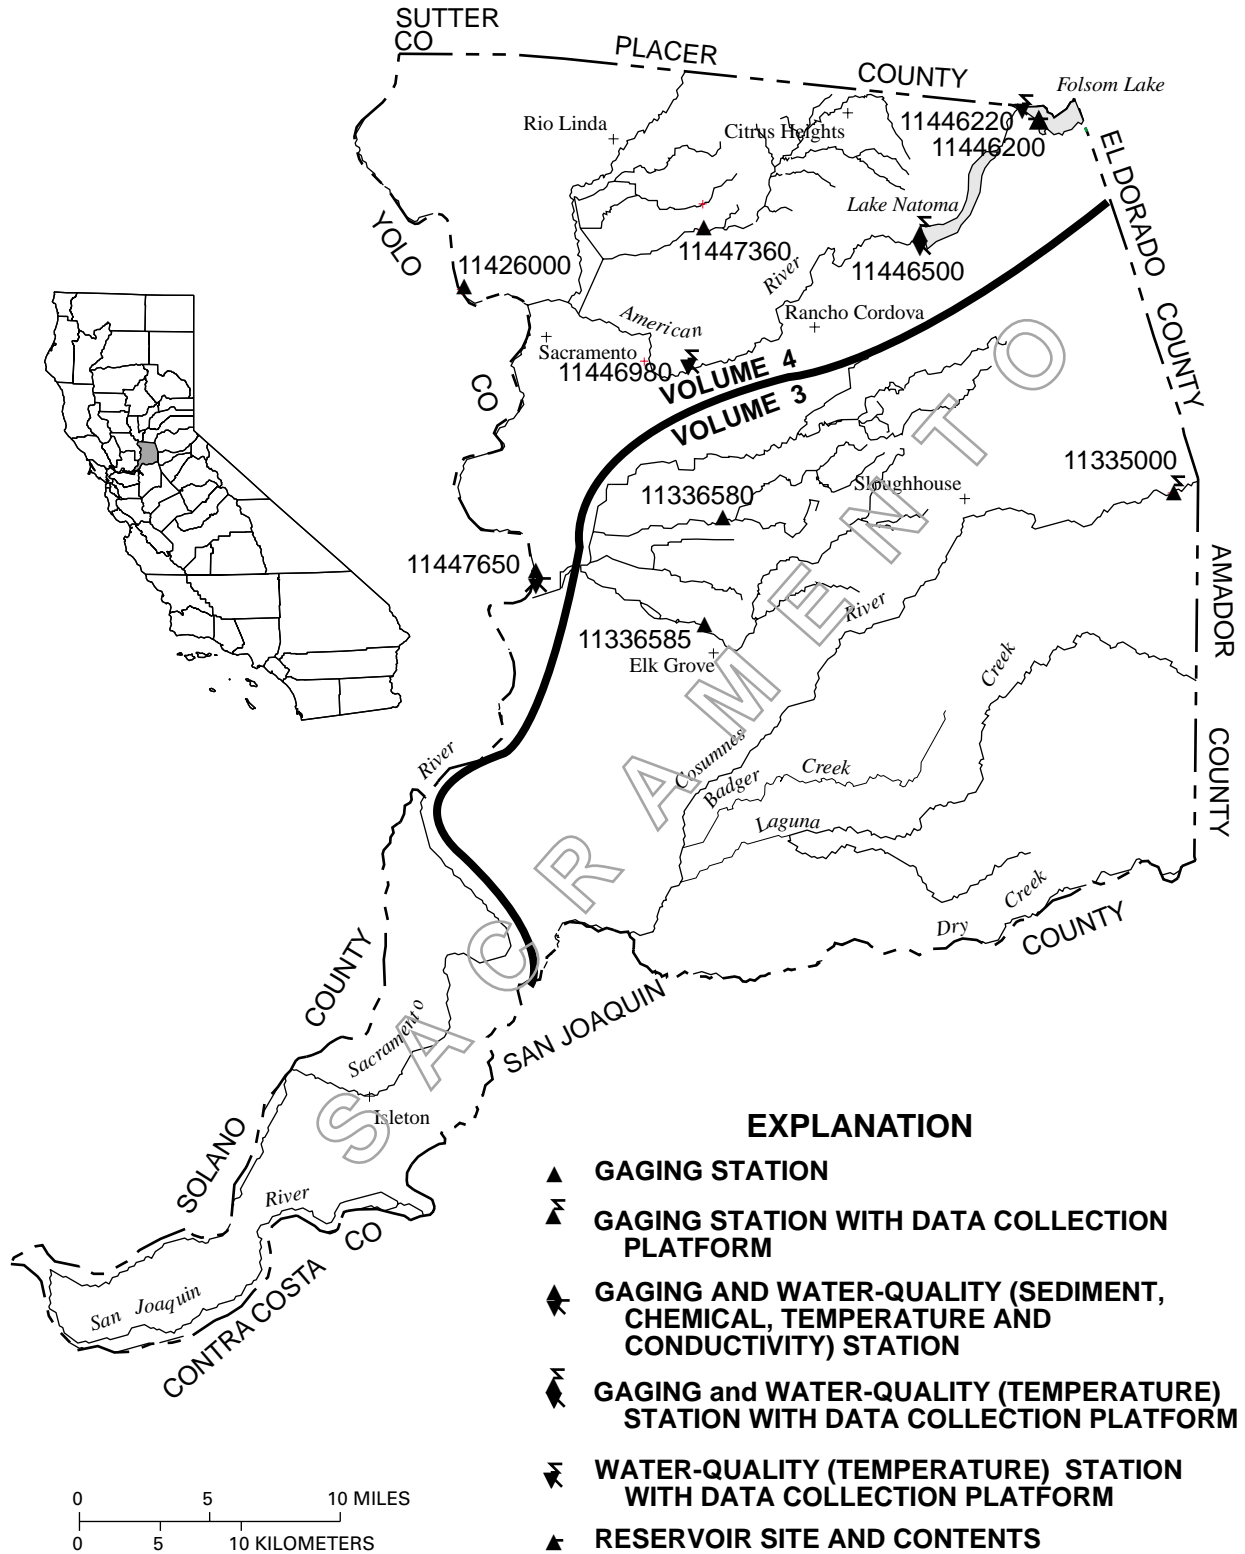 SUTTER
CO
PLACER
COUNTY
Folsom Lake
Rio Linda
Citrus Heights
11446220
11446200
EL DORADO COUNTY
Lake Natoma
YOLO
CO
11426000
11447360
River
11446500
American
Rancho Cordova
Sacramento
11446980
VOLUME 4
VOLUME 3
11335000
Sloughhouse
11336580
11447650
AMADOR
COUNTY
River
11336585
Elk Grove
Creek
SACRAMENTO
Cosumnes
River
Badger
Creek
Laguna
Creek
Dry
COUNTY
COUNTY
SAN JOAQUIN
Sacramento
Isleton
SOLANO
River
CO
San Joaquin
CONTRA COSTA
EXPLANATION
GAGING STATION
GAGING STATION WITH DATA COLLECTION
PLATFORM
GAGING AND WATER-QUALITY (SEDIMENT,
CHEMICAL, TEMPERATURE AND
CONDUCTIVITY) STATION
GAGING and WATER-QUALITY (TEMPERATURE)
STATION WITH DATA COLLECTION PLATFORM
WATER-QUALITY (TEMPERATURE) STATION
WITH DATA COLLECTION PLATFORM
RESERVOIR SITE AND CONTENTS
0 5 10 MILES
0 5 10 KILOMETERS